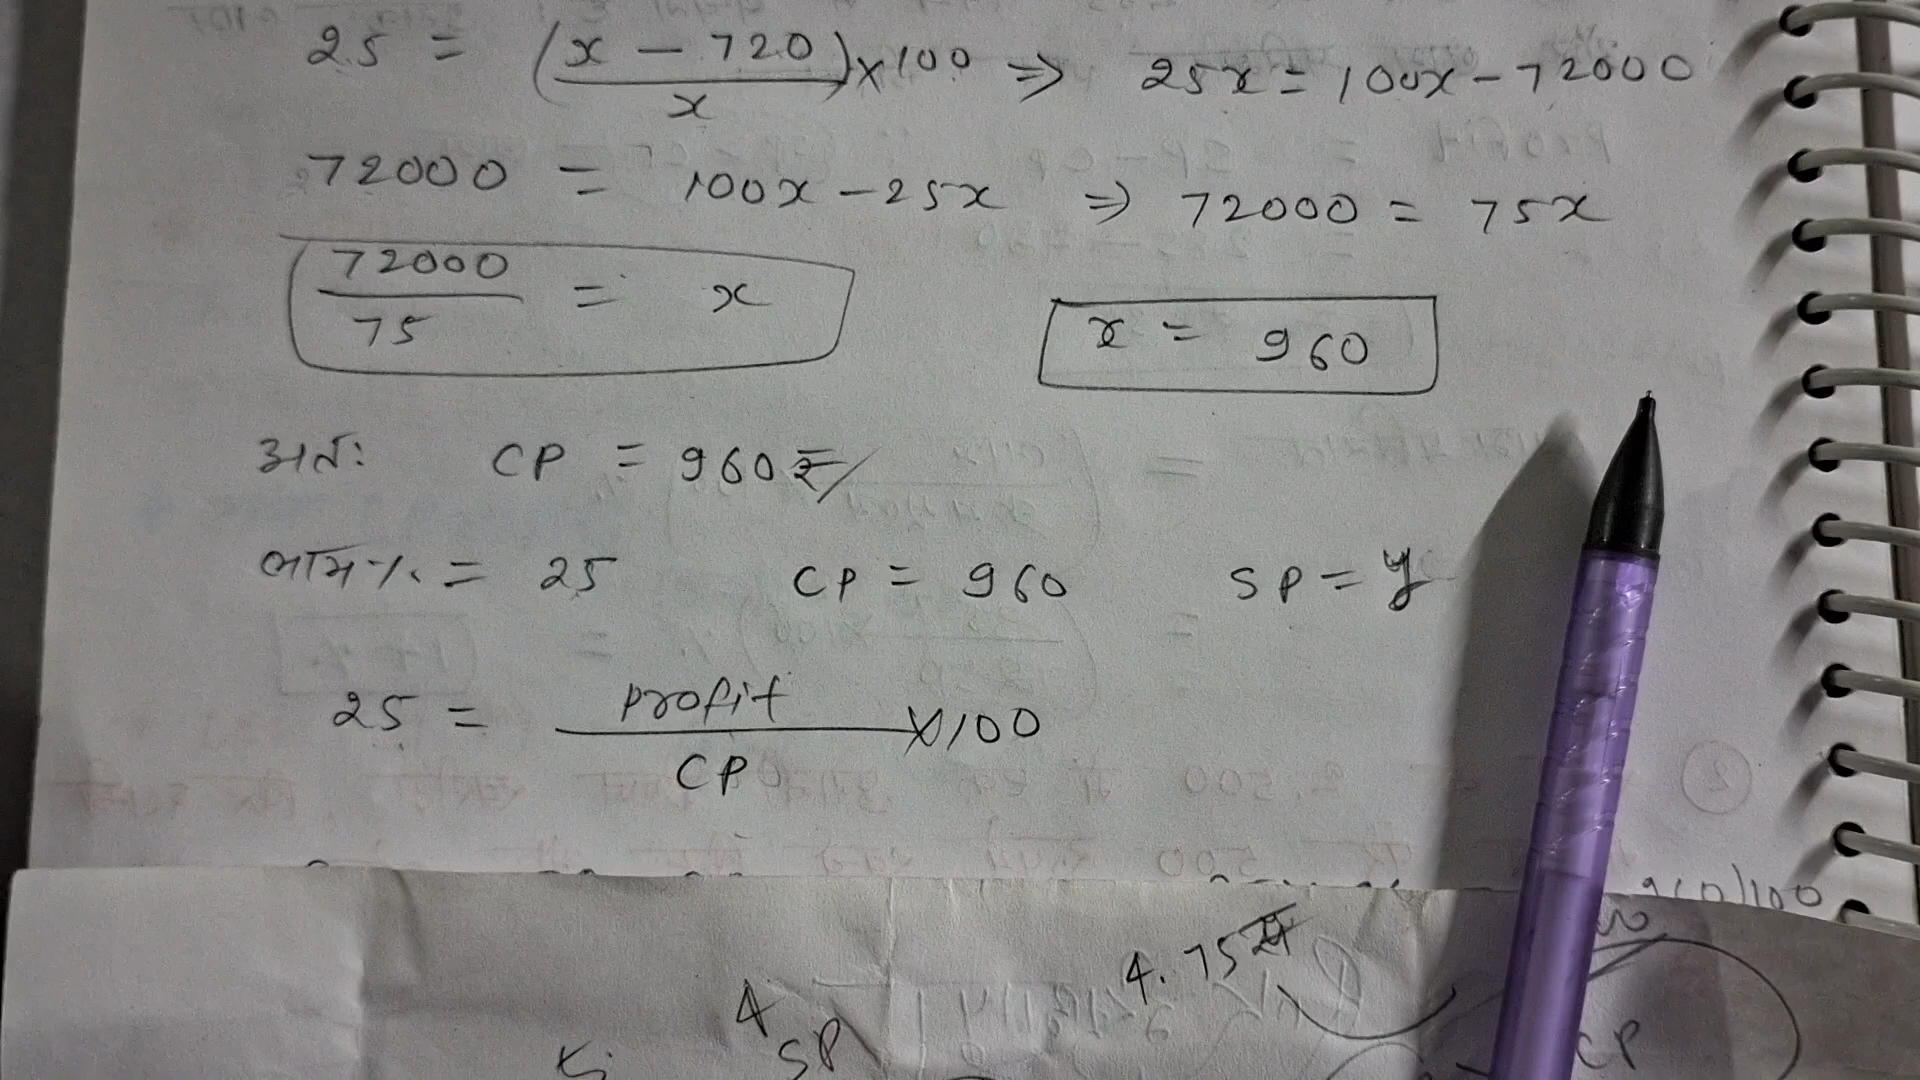 25 = (x - 720 / x) × 100 ⇒ 25x = 100x - 72000
72000 = 100x - 25x ⇒ 72000 = 75x
72000 / 75 = x x = 960
अतः CP = 960₹/
लाभ % = 25 CP = 960 SP = y
25 = profit / CP × 100
4.75
4
SP
CP